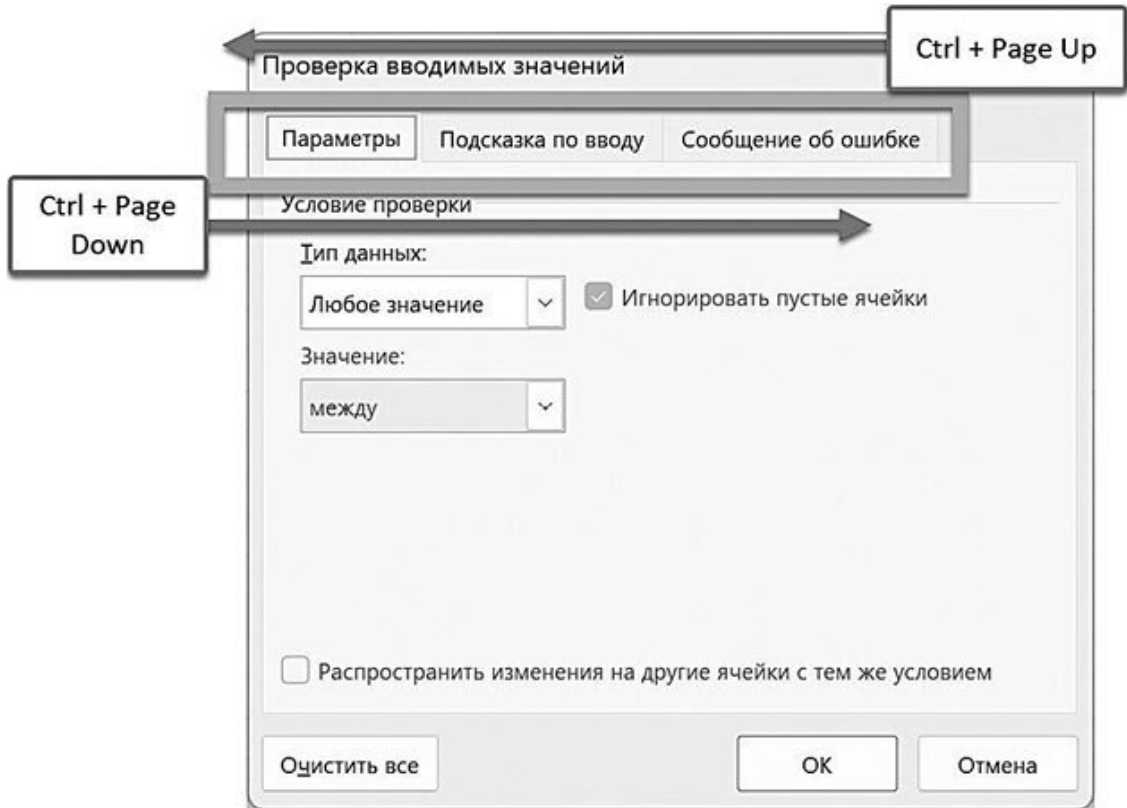 Ctrl + Page Up
Проверка вводимых значений
Параметры
Подсказка по вводу
Сообщение об ошибке
Ctrl + Page
Down
Условие проверки
Тип данных:
Любое значение
Игнорировать пустые ячейки
Значение:
между
Распространить изменения на другие ячейки с тем же условием
Очистить все
ОК
Отмена